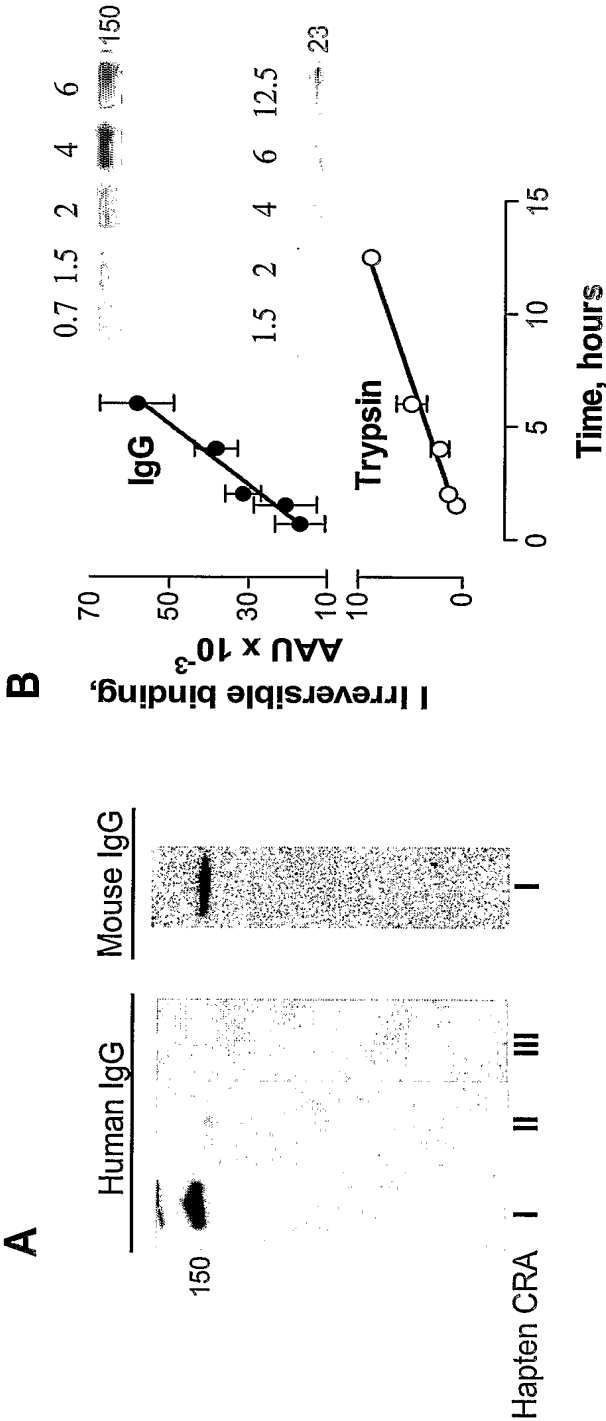 A
Human IgG
Mouse IgG
150
Hapten CRA
I
II
III
I
B
I Irreversible binding,
AAU x 10-3
70
50
30
10
IgG
0.7 1.5 2 4 6
150
10
0
Trypsin
1.5 2 4 6 12.5
23
0 5 10 15
Time, hours